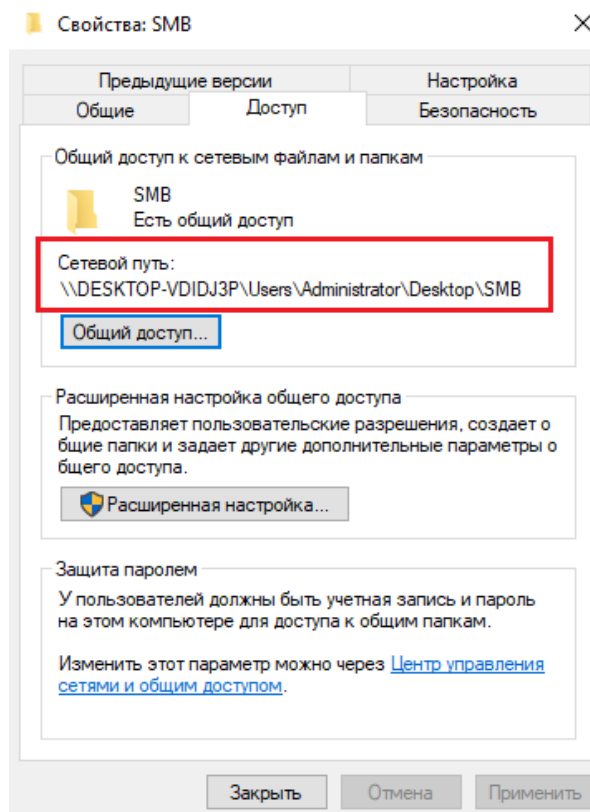 Свойства: SMB
Предыдущие версии
Настройка
Общие
Доступ
Безопасность
Общий доступ к сетевым файлам и папкам
SMB
Есть общий доступ
Сетевой путь:
\\DESKTOP-VDIDJ3P\Users\Administrator\Desktop\SMB
Общий доступ...
Расширенная настройка общего доступа
Предоставляет пользовательские разрешения, создает о
бщие папки и задает другие дополнительные параметры о
бщего доступа.
Расширенная настройка...
Защита паролем
У пользователей должны быть учетная запись и пароль
на этом компьютере для доступа к общим папкам.
Изменить этот параметр можно через Центр управления
сетями и общим доступом.
Закрыть
Отмена
Применить